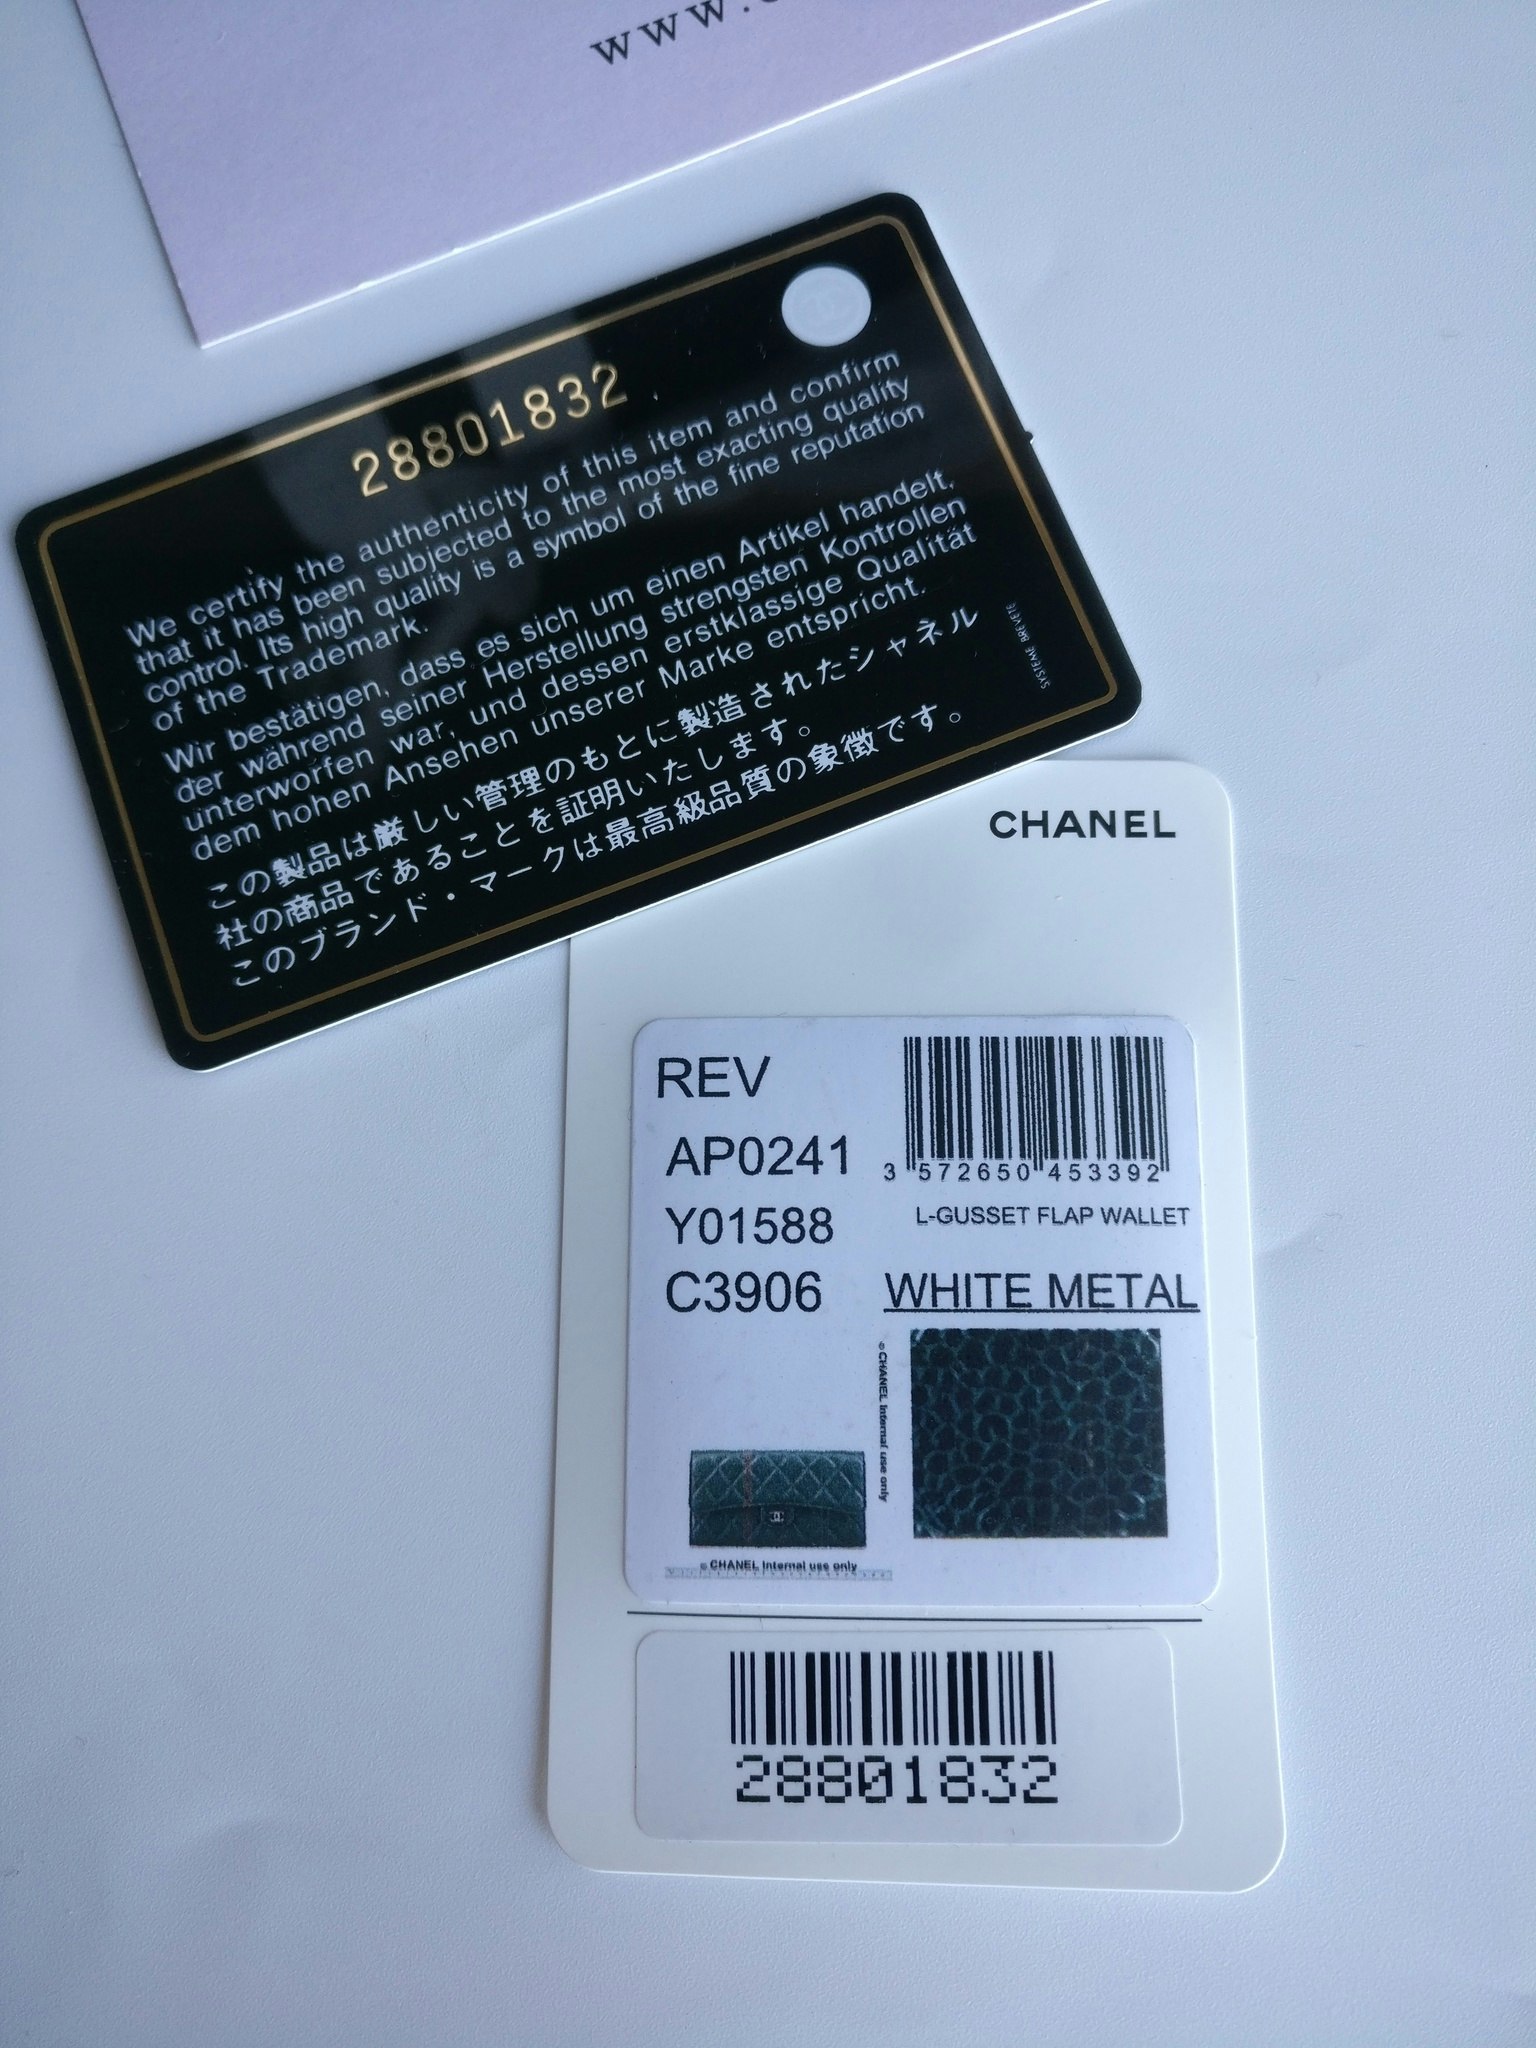 www.
28801832
We certify the authenticity of this item and confirm
that it has been subjected to the most exacting quality
control. Its high quality is a symbol of the fine reputation
of the Trademark.
Wir bestätigen, dass es sich um einen Artikel handelt,
der während seiner Herstellung strengsten Kontrollen
unterworfen war, und dessen erstklassige Qualität
dem hohen Ansehen unserer Marke entspricht.
この製品は厳しい管理のもとに製造されたシャネル
社の商品であることを証明いたします。
このブランド・マークは最高級品質の象徴です。
SYSTEME BREVETE
CHANEL
REV
AP0241
Y01588
C3906
3 572650 453392
L-GUSSET FLAP WALLET
WHITE METAL
© CHANEL Internal use only
© CHANEL Internal use only
28801832